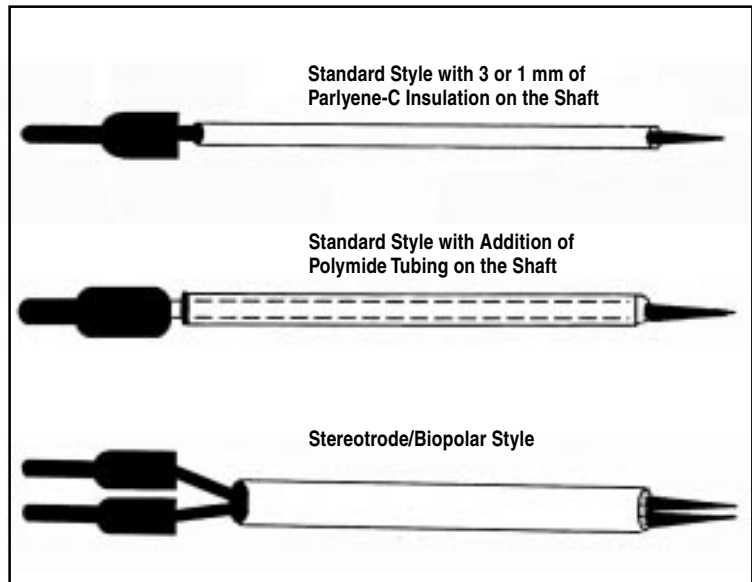 Standard Style with 3 or 1 mm of
Parlyene-C Insulation on the Shaft
Standard Style with Addition of
Polymide Tubing on the Shaft
Stereotrode/Biopolar Style